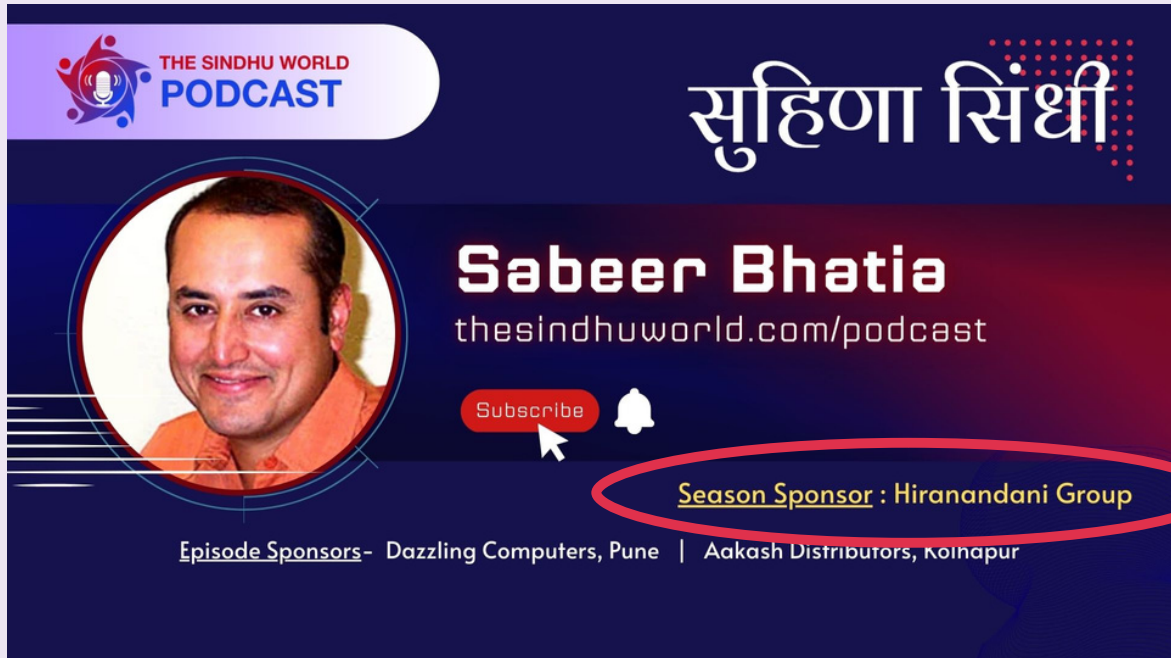 THE SINDHU WORLD
PODCAST
सुहिणा सिंधी
Sabeer Bhatia
thesindhuworld.com/podcast
Subscribe
Season Sponsor : Hiranandani Group
Episode Sponsors- Dazzling Computers, Pune | Aakash Distributors, Kolhapur